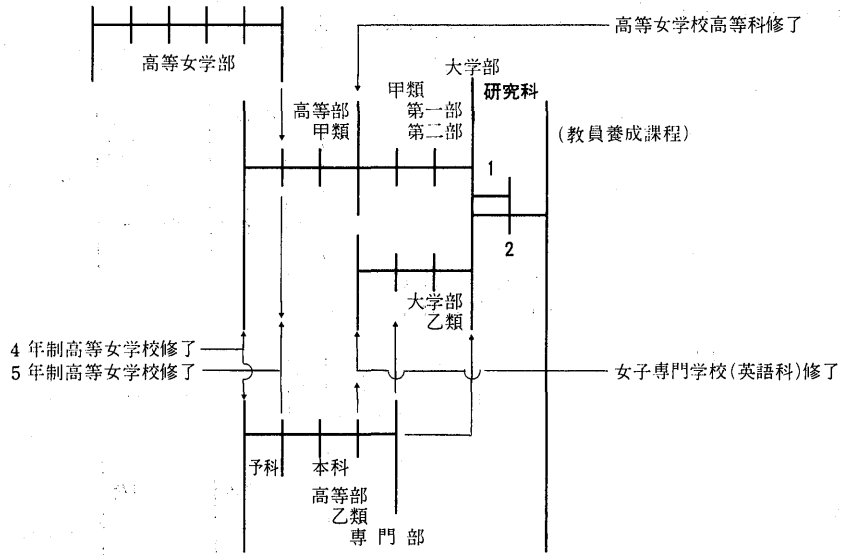 高等女学校高等科修了
高等女学部
大学部
甲類
研究科
高等部
第一部
甲類
第二部
(教員養成課程)
1
2
大学部
乙類
4年制高等女学校修了
5年制高等女学校修了
女子専門学校(英語科)修了
予科
本科
高等部
乙類
専門部